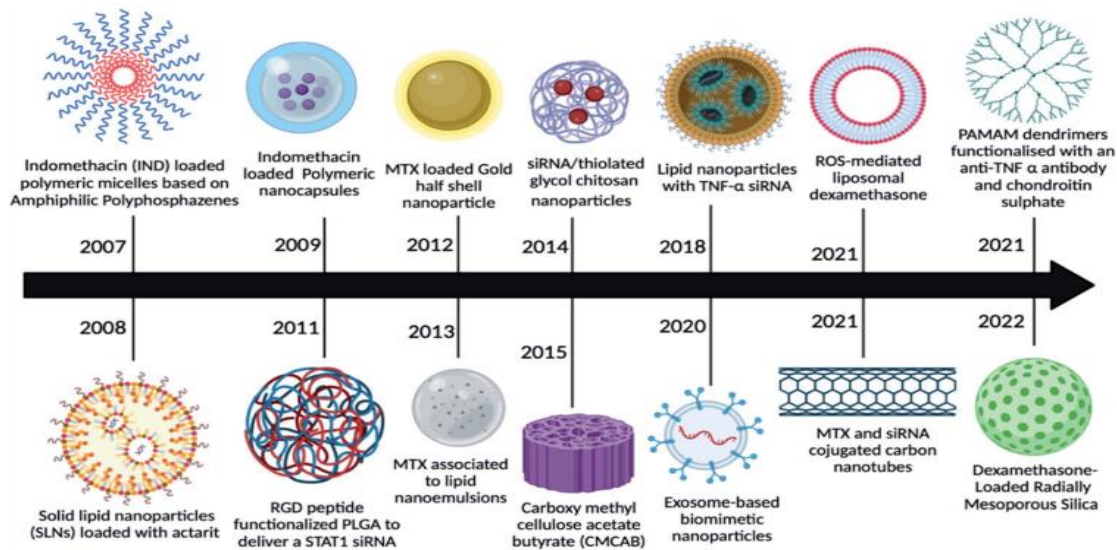 Indomethacin (IND) loaded
polymeric micelles based on
Amphiphilic Polyphosphazenes
2007
Indomethacin
loaded Polymeric
nanocapsules
2009
MTX loaded Gold
half shell
nanoparticle
2012
siRNA/thiolated
glycol chitosan
nanoparticles
2014
Lipid nanoparticles
with TNF-α siRNA
2018
ROS-mediated
liposomal
dexamethasone
2021
PAMAM dendrimers
functionalised with an
anti-TNF α antibody
and chondroitin
sulphate
2021
2008
Solid lipid nanoparticles
(SLNs) loaded with actarit
2011
RGD peptide
functionalized PLGA to
deliver a STAT1 siRNA
2013
MTX associated
to lipid
nanoemulsions
2015
Carboxy methyl
cellulose acetate
butyrate (CMCAB)
2020
Exosome-based
biomimetic
nanoparticles
2021
MTX and siRNA
cojugated carbon
nanotubes
2022
Dexamethasone-
Loaded Radially
Mesoporous Silica